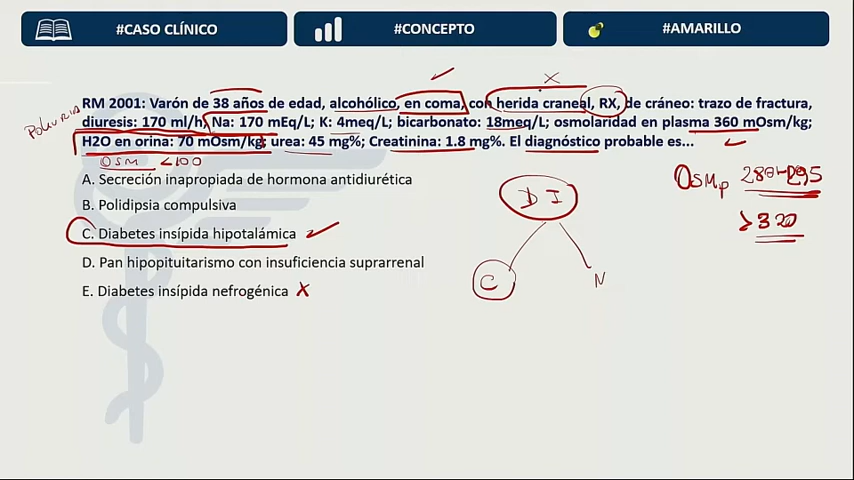 #CASO CLÍNICO
#CONCEPTO
#AMARILLO
RM 2001: Varón de 38 años de edad, alcohólico, en coma, con herida craneal, RX, de cráneo: trazo de fractura,
POLIURIA
diuresis: 170 ml/h, Na: 170 mEq/L; K: 4meq/L; bicarbonato: 18meq/L; osmolaridad en plasma 360 mOsm/kg;
H2O en orina: 70 mOsm/kg; urea: 45 mg%; Creatinina: 1.8 mg%. El diagnóstico probable es...
OSM <100
A. Secreción inapropiada de hormona antidiurética
B. Polidipsia compulsiva
C. Diabetes insípida hipotalámica
D. Pan hipopituitarismo con insuficiencia suprarrenal
E. Diabetes insípida nefrogénica X
DI
C N
OSMp 280-295
>320